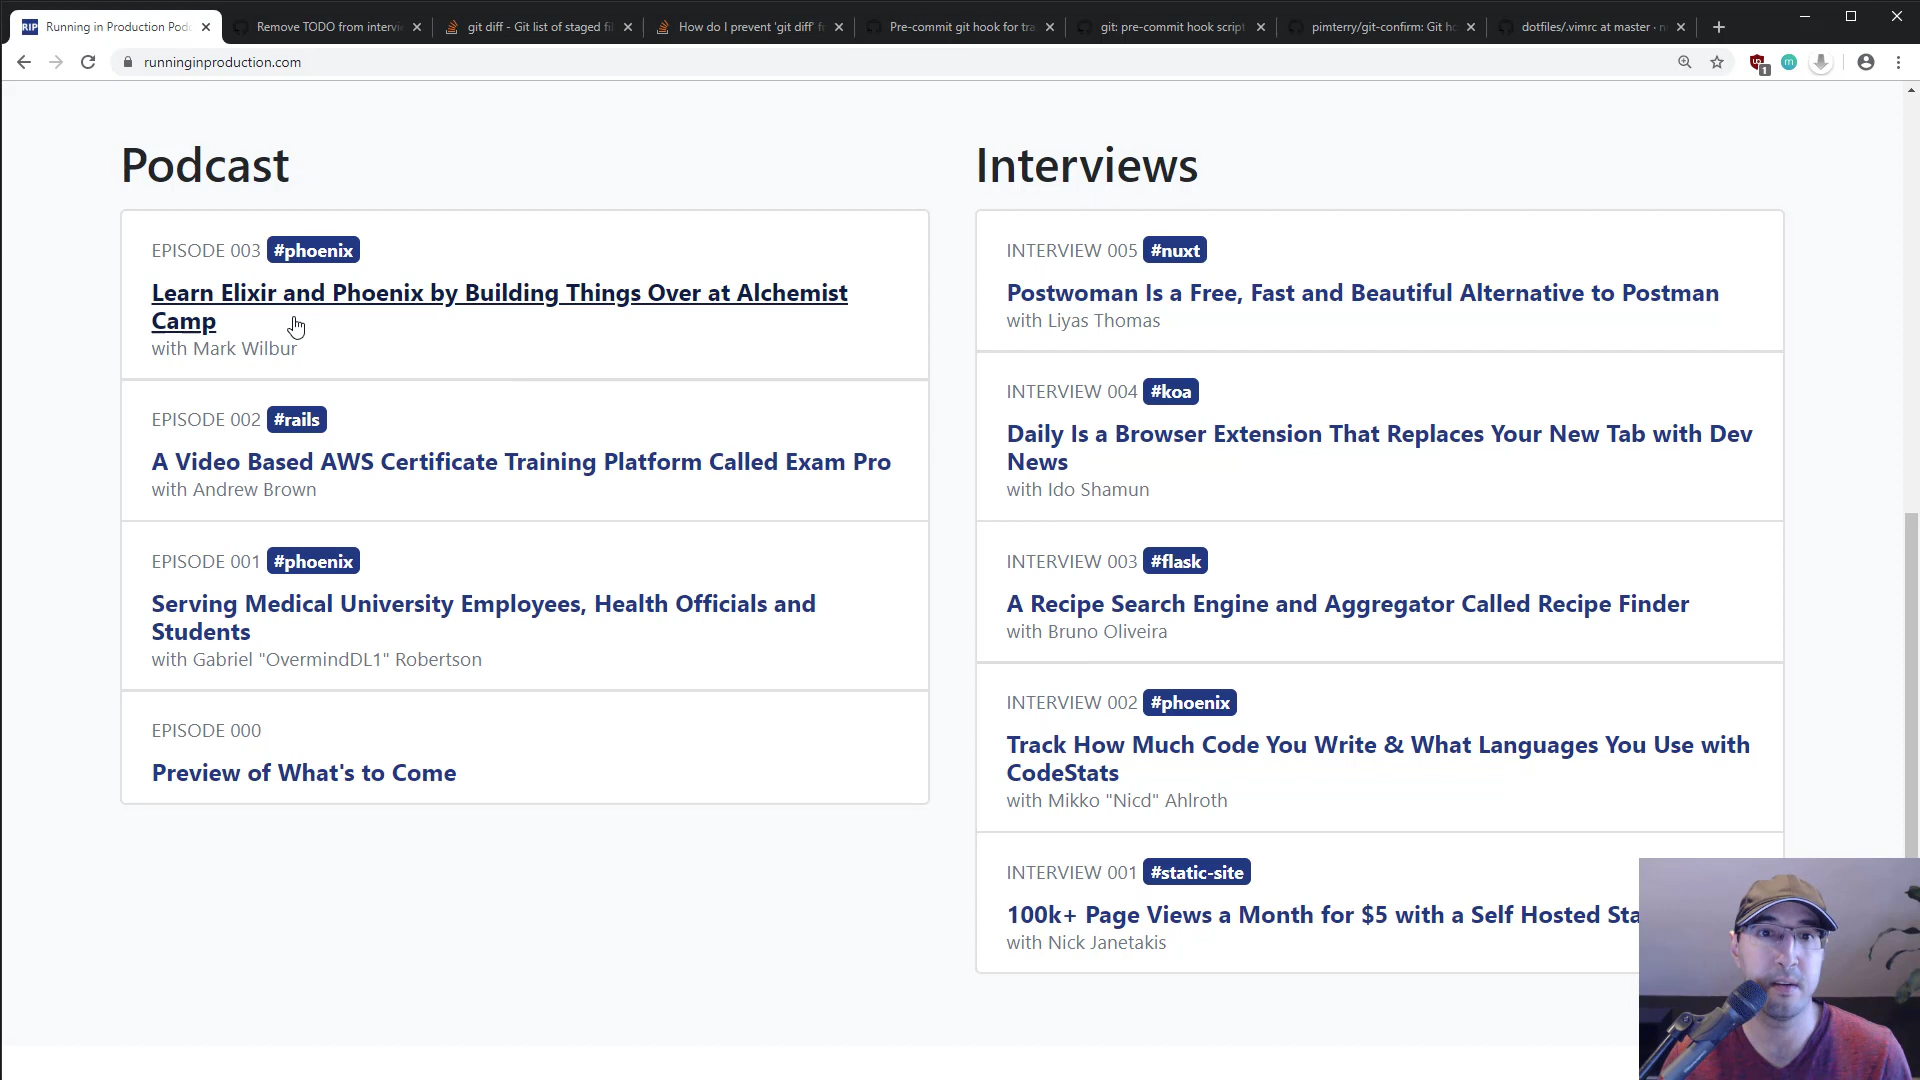 RIP Running in Production Podc
Remove TODO from intervie
git diff - Git list of staged fil
How do I prevent 'git diff' f
Pre-commit git hook for tra
git: pre-commit hook script
pimterry/git-confirm: Git ho
dotfiles/.vimrc at master · n
runninginproduction.com
1
m
Podcast
EPISODE 003 #phoenix
Learn Elixir and Phoenix by Building Things Over at Alchemist
Camp
with Mark Wilbur
EPISODE 002 #rails
A Video Based AWS Certificate Training Platform Called Exam Pro
with Andrew Brown
EPISODE 001 #phoenix
Serving Medical University Employees, Health Officials and
Students
with Gabriel "OvermindDL1" Robertson
EPISODE 000
Preview of What's to Come
Interviews
INTERVIEW 005 #nuxt
Postwoman Is a Free, Fast and Beautiful Alternative to Postman
with Liyas Thomas
INTERVIEW 004 #koa
Daily Is a Browser Extension That Replaces Your New Tab with Dev
News
with Ido Shamun
INTERVIEW 003 #flask
A Recipe Search Engine and Aggregator Called Recipe Finder
with Bruno Oliveira
INTERVIEW 002 #phoenix
Track How Much Code You Write & What Languages You Use with
CodeStats
with Mikko "Nicd" Ahlroth
INTERVIEW 001 #static-site
100k+ Page Views a Month for $5 with a Self Hosted Sta
with Nick Janetakis